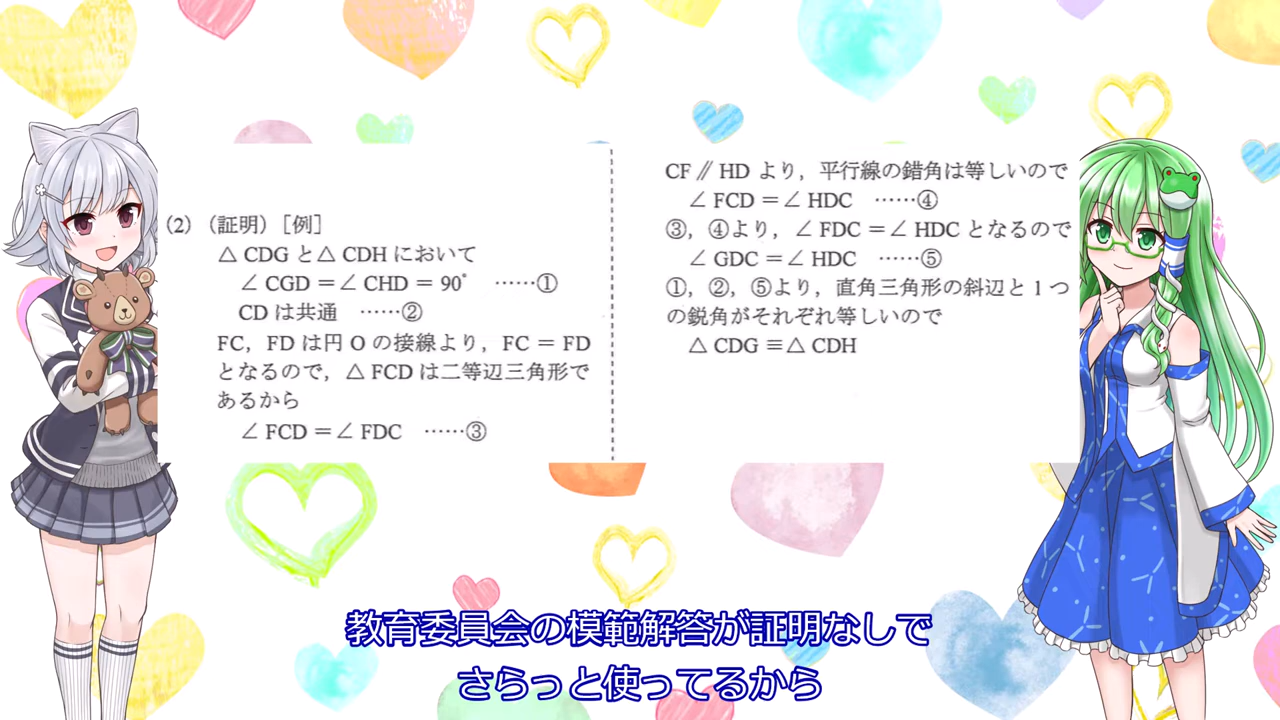 (2) (証明) [例]
△ CDG と△ CDH において
∠ CGD =∠ CHD = 90° ……①
CD は共通 ……②
FC, FD は円 O の接線より, FC = FD
となるので, △ FCD は二等辺三角形で
あるから
∠ FCD =∠ FDC ……③
CF ∥ HD より, 平行線の錯角は等しいので
∠ FCD =∠ HDC ……④
③, ④より, ∠ FDC =∠ HDC となるので
∠ GDC =∠ HDC ……⑤
①, ②, ⑤より, 直角三角形の斜辺と 1 つ
の鋭角がそれぞれ等しいので
△ CDG ≡△ CDH
教育委員会の模範解答が証明なしで
さらっと使ってるから